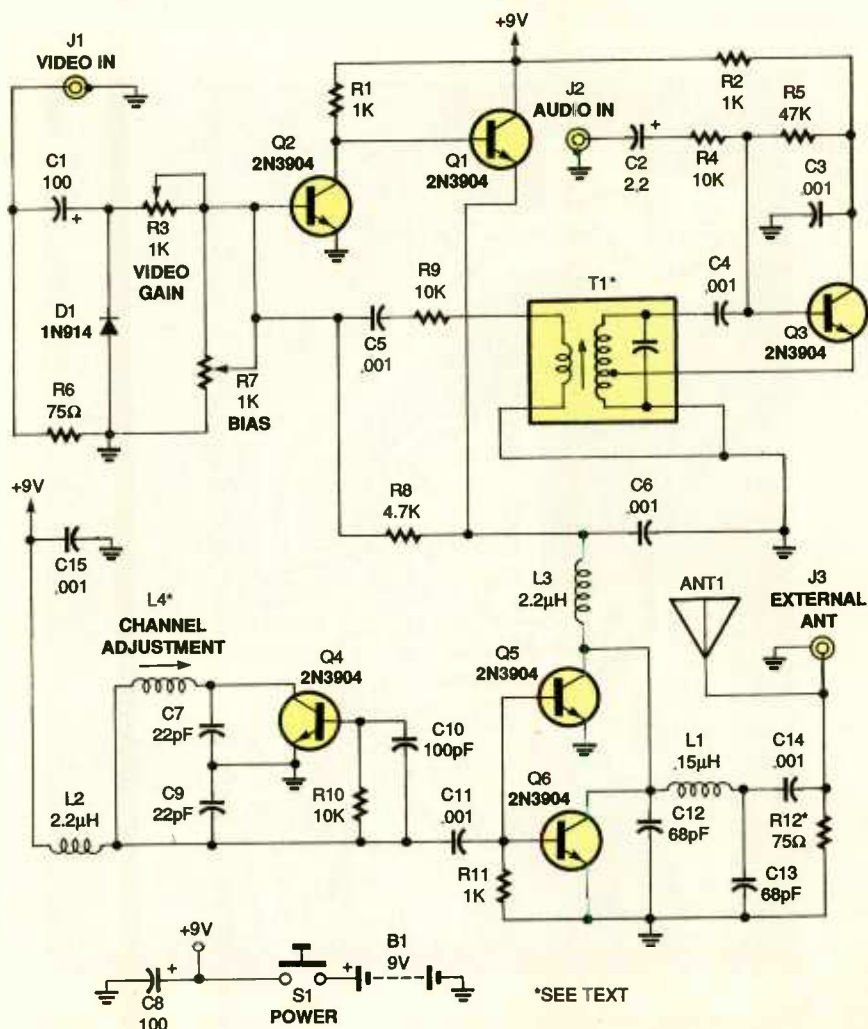 J1
VIDEO IN
+9V
R1
1K
J2
AUDIO IN
R2
1K
R5
47K
C1
100
+
Q2
2N3904
Q1
2N3904
+
C2
2.2
R4
10K
C3
.001
R3
1K
VIDEO
GAIN
R9
10K
T1*
C4
.001
D1
1N914
Q3
2N3904
C5
.001
R7
1K
BIAS
R6
75Ω
+9V
R8
4.7K
C6
.001
C15
.001
L3
2.2μH
ANT1
J3
EXTERNAL
ANT
L4*
CHANNEL
ADJUSTMENT
Q4
2N3904
Q5
2N3904
C7
22pF
C10
100pF
L1
.15μH
C14
.001
C9
22pF
Q6
2N3904
L2
2.2μH
R10
10K
C11
.001
C12
68pF
R12*
75Ω
R11
1K
C13
68pF
+9V
B1
9V
+
+
C8
100
S1
POWER
*SEE TEXT